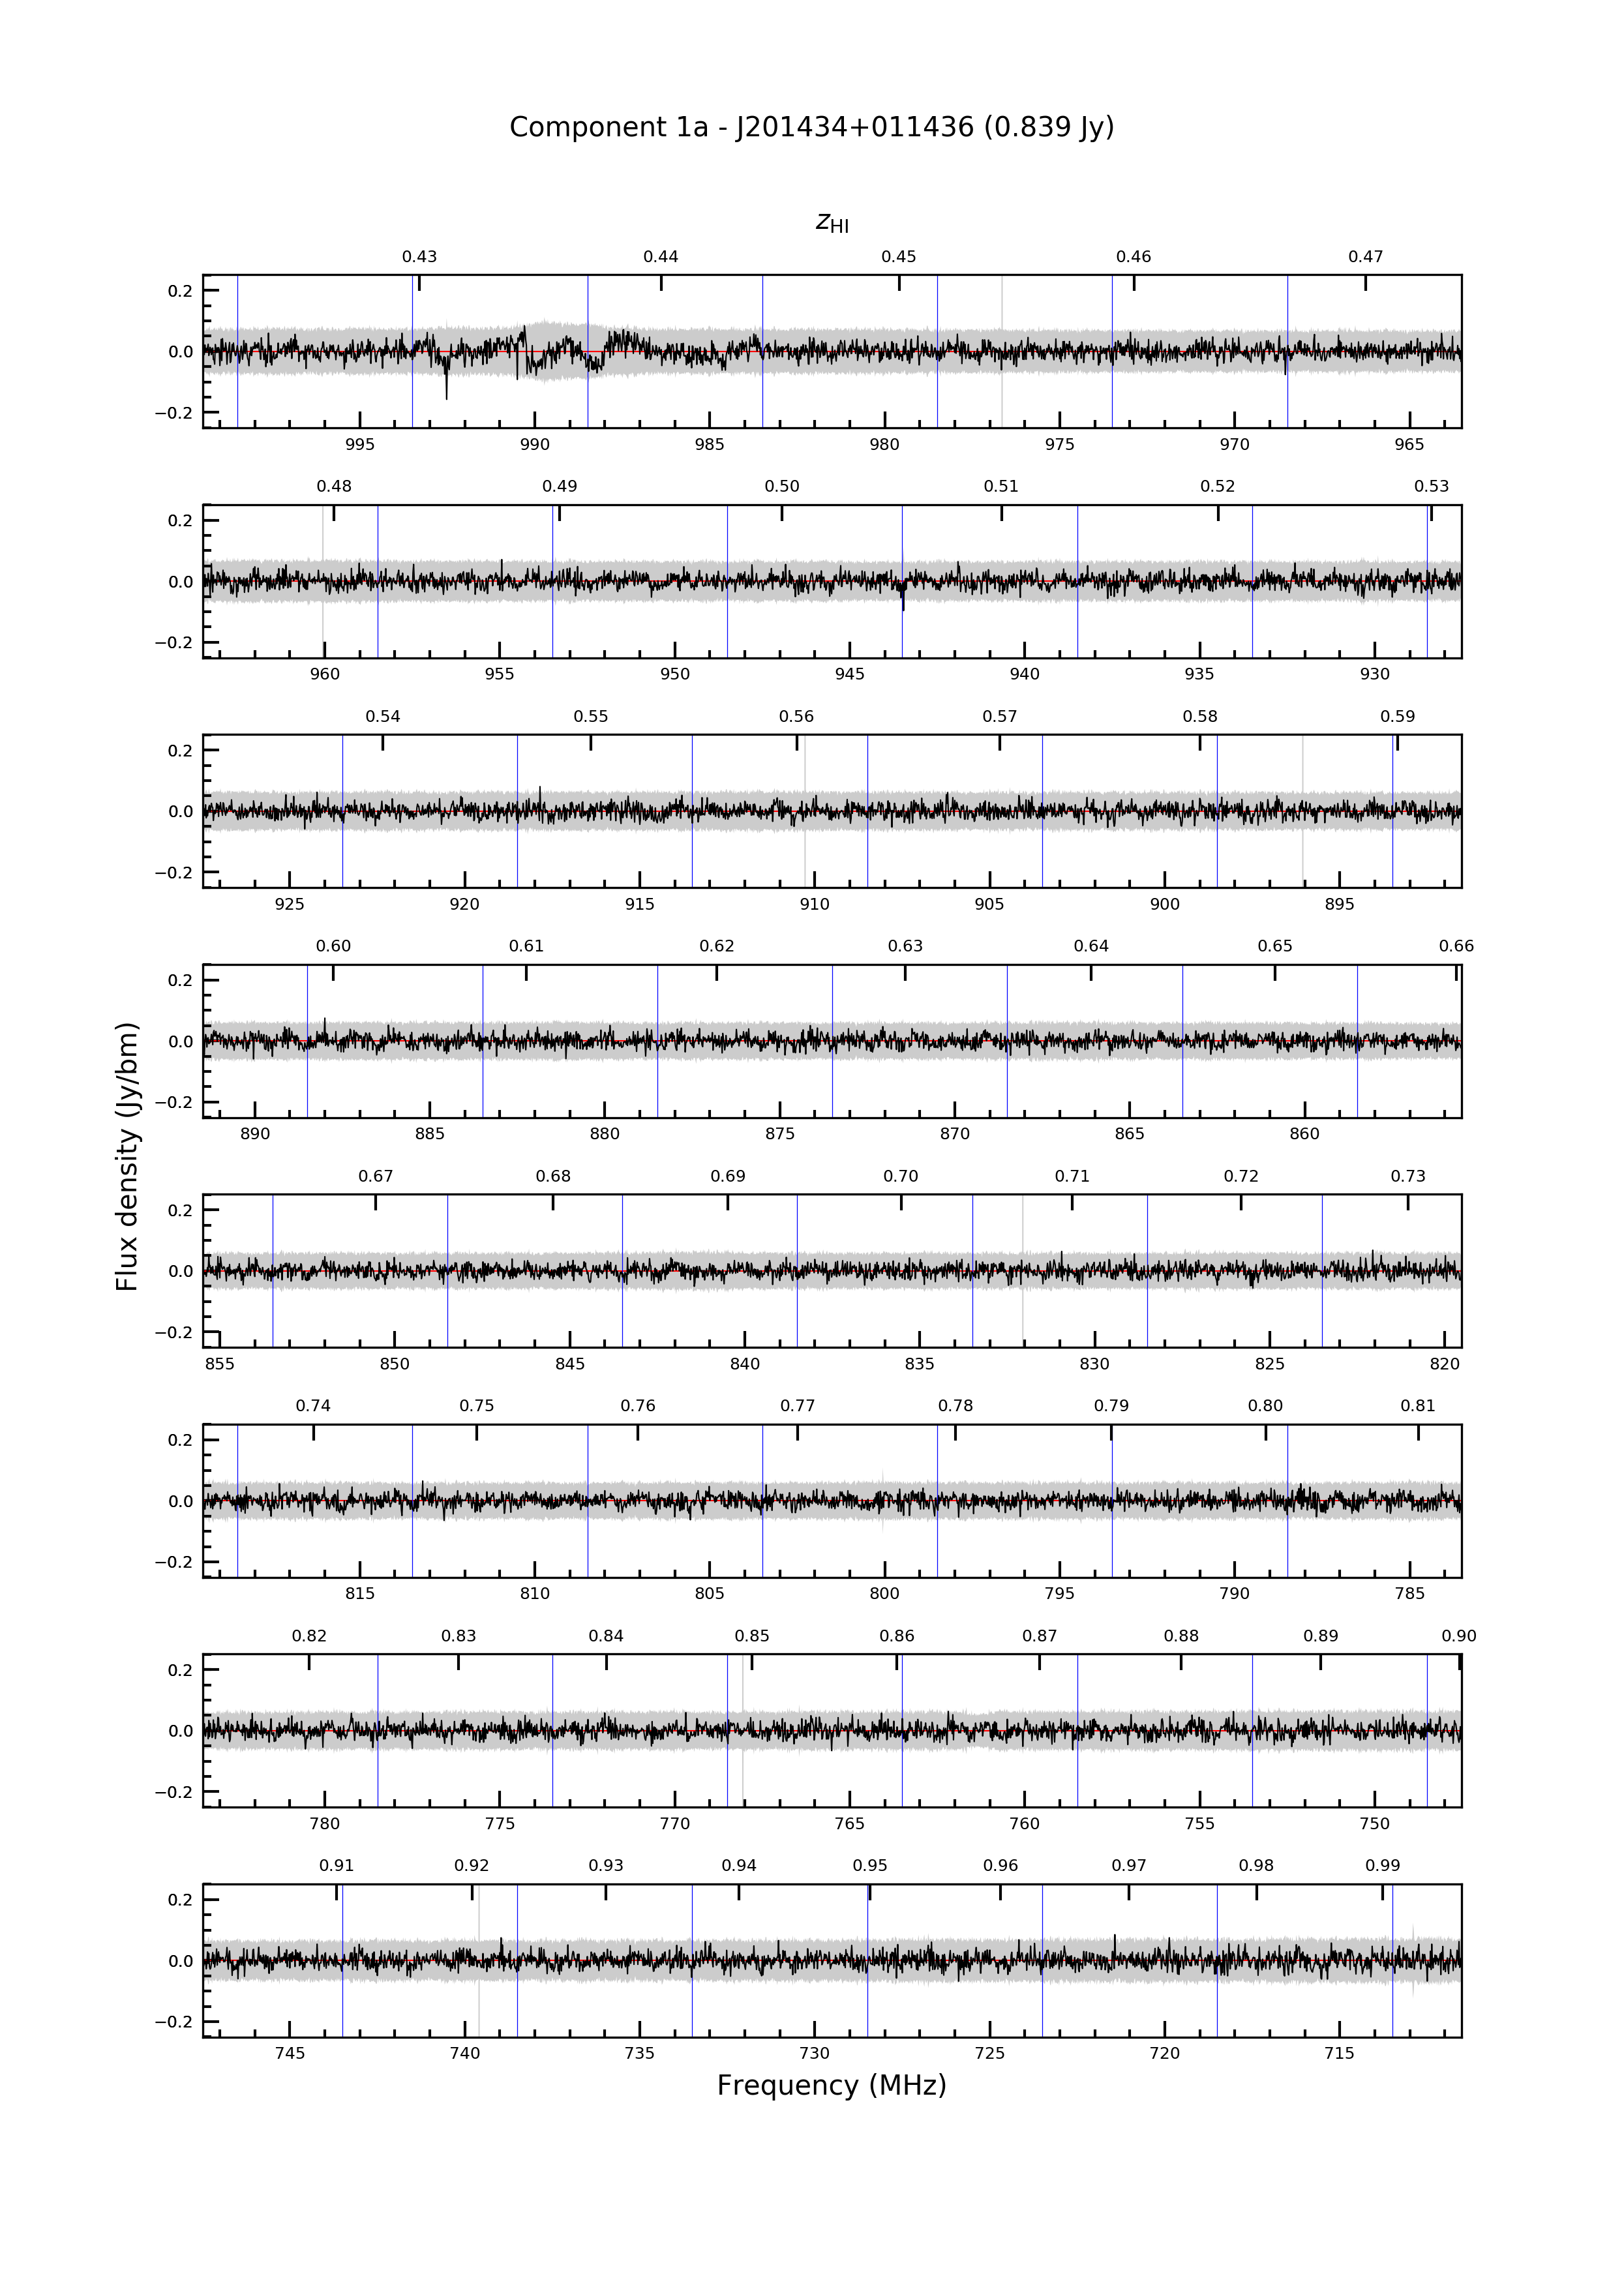 Component 1a - J201434+011436 (0.839 Jy)
zHI
0.43 0.44 0.45 0.46 0.47
0.2
0.0
−0.2
995 990 985 980 975 970 965
0.48 0.49 0.50 0.51 0.52 0.53
0.2
0.0
−0.2
960 955 950 945 940 935 930
0.54 0.55 0.56 0.57 0.58 0.59
0.2
0.0
−0.2
925 920 915 910 905 900 895
0.60 0.61 0.62 0.63 0.64 0.65 0.66
0.2
0.0
−0.2
890 885 880 875 870 865 860
Flux density (Jy/bm)
0.67 0.68 0.69 0.70 0.71 0.72 0.73
0.2
0.0
−0.2
855 850 845 840 835 830 825 820
0.74 0.75 0.76 0.77 0.78 0.79 0.80 0.81
0.2
0.0
−0.2
815 810 805 800 795 790 785
0.82 0.83 0.84 0.85 0.86 0.87 0.88 0.89 0.90
0.2
0.0
−0.2
780 775 770 765 760 755 750
0.91 0.92 0.93 0.94 0.95 0.96 0.97 0.98 0.99
0.2
0.0
−0.2
745 740 735 730 725 720 715
Frequency (MHz)